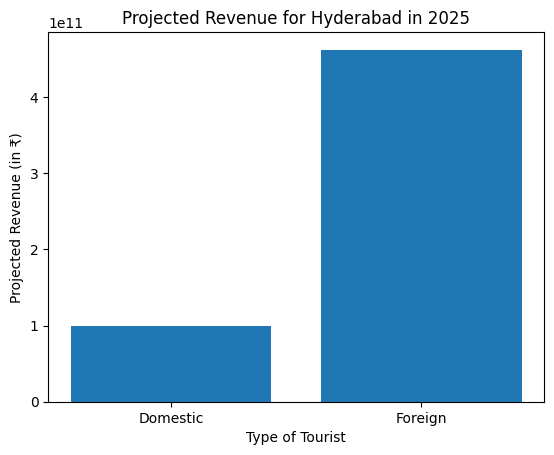 Projected Revenue for Hyderabad in 2025
1e11
Projected Revenue (in ₹)
4
3
2
1
0
Domestic
Foreign
Type of Tourist